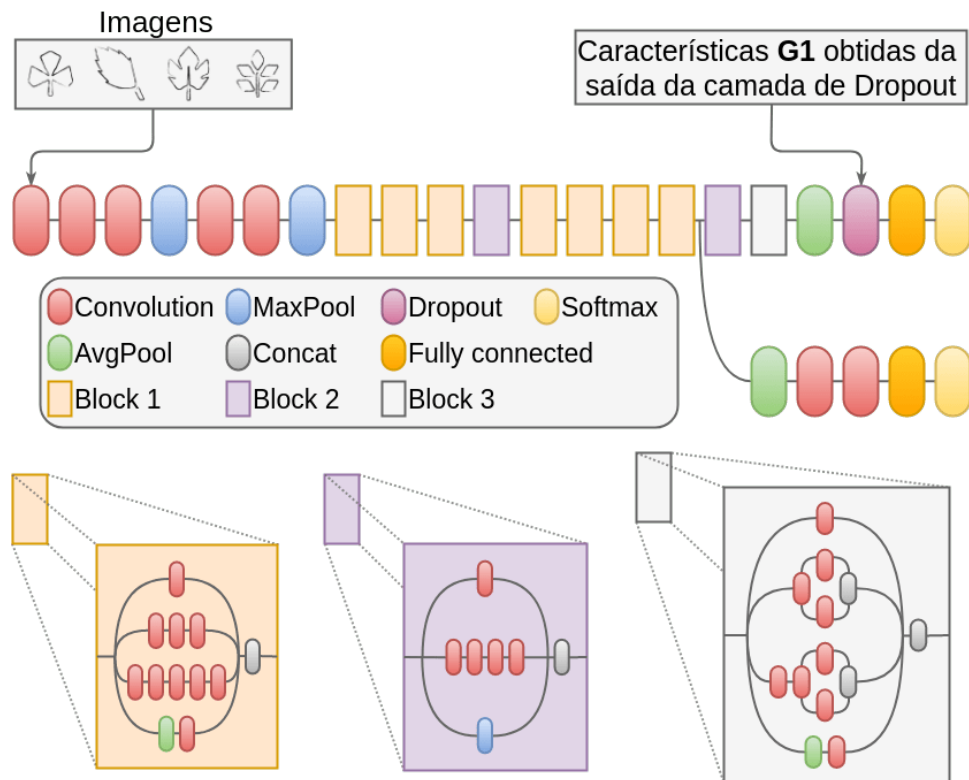 Imagens
Características G1 obtidas da
saída da camada de Dropout
Convolution
MaxPool
Dropout
Softmax
AvgPool
Concat
Fully connected
Block 1
Block 2
Block 3